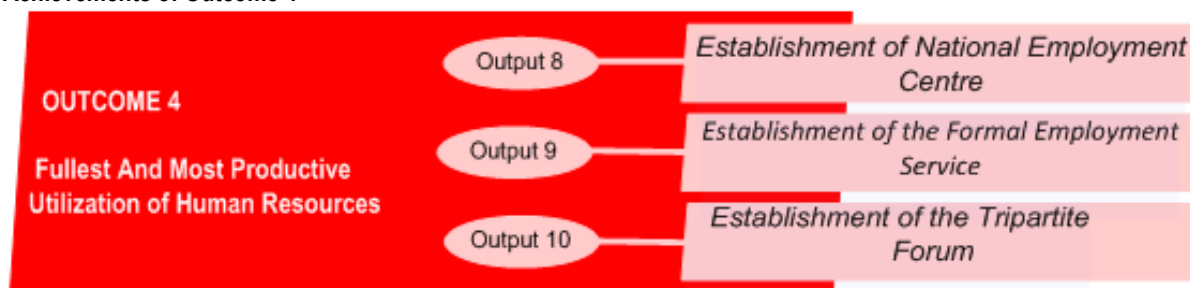 OUTCOME 4
Fullest And Most Productive
Utilization of Human Resources
Output 8
Establishment of National Employment
Centre
Output 9
Establishment of the Formal Employment
Service
Output 10
Establishment of the Tripartite
Forum